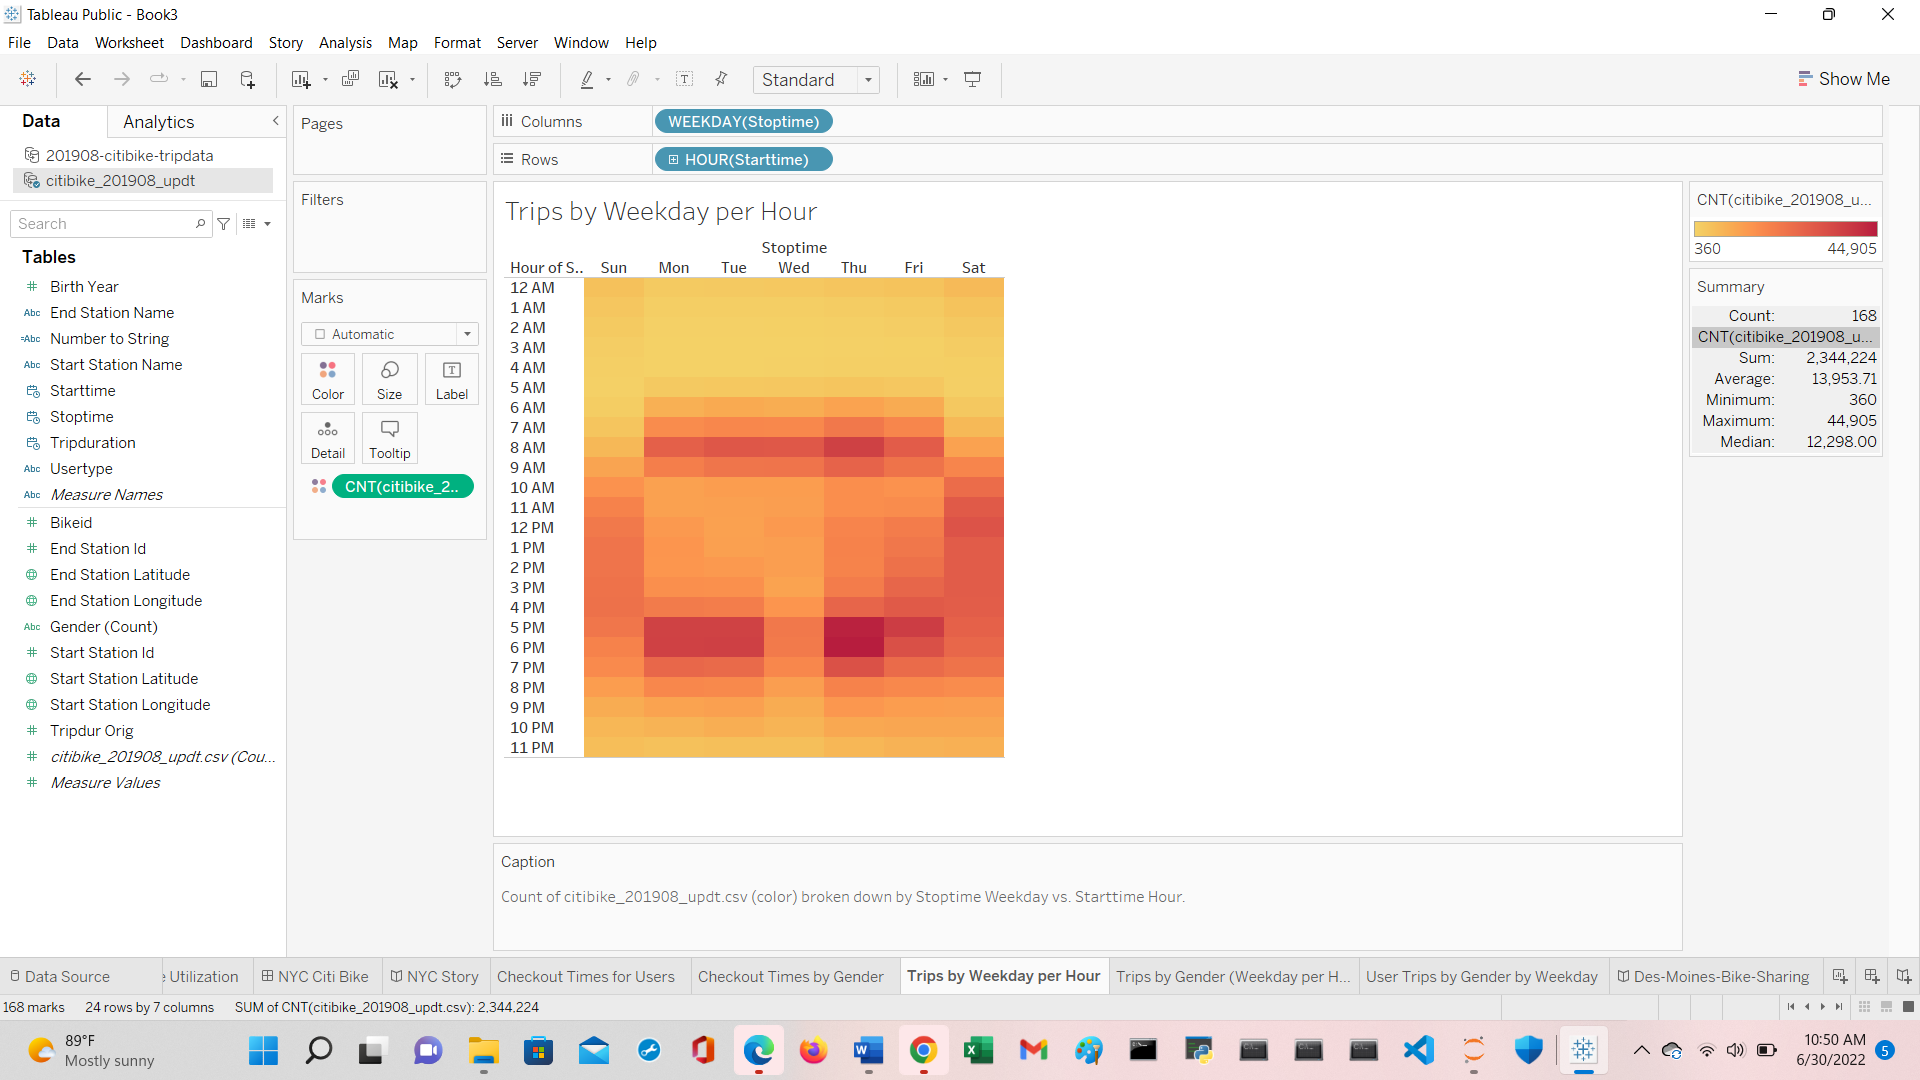 Tableau Public - Book3
File Data Worksheet Dashboard Story Analysis Map Format Server Window Help
Standard
Show Me
Data
Analytics
201908-citibike-tripdata
citibike_201908_updt
Search
Tables
Birth Year
Abc End Station Name
=Abc Number to String
Abc Start Station Name
Starttime
Stoptime
Tripduration
Abc Usertype
Abc Measure Names
Bikeid
End Station Id
End Station Latitude
End Station Longitude
Abc Gender (Count)
Start Station Id
Start Station Latitude
Start Station Longitude
Tripdur Orig
citibike_201908_updt.csv (Cou...
Measure Values
Pages
Filters
Marks
Automatic
Color Size Label
Detail Tooltip
CNT(citibike_2..
Columns WEEKDAY(Stoptime)
Rows HOUR(Starttime)
Trips by Weekday per Hour
Stoptime
Hour of S.. Sun Mon Tue Wed Thu Fri Sat
12 AM
1 AM
2 AM
3 AM
4 AM
5 AM
6 AM
7 AM
8 AM
9 AM
10 AM
11 AM
12 PM
1 PM
2 PM
3 PM
4 PM
5 PM
6 PM
7 PM
8 PM
9 PM
10 PM
11 PM
CNT(citibike_201908_u...
360 44,905
Summary
Count: 168
CNT(citibike_201908_u...
Sum: 2,344,224
Average: 13,953.71
Minimum: 360
Maximum: 44,905
Median: 12,298.00
Caption
Count of citibike_201908_updt.csv (color) broken down by Stoptime Weekday vs. Starttime Hour.
Data Source Utilization NYC Citi Bike NYC Story Checkout Times for Users Checkout Times by Gender Trips by Weekday per Hour Trips by Gender (Weekday per H... User Trips by Gender by Weekday Des-Moines-Bike-Sharing
168 marks 24 rows by 7 columns SUM of CNT(citibike_201908_updt.csv): 2,344,224
89°F
Mostly sunny
10:50 AM
6/30/2022
5